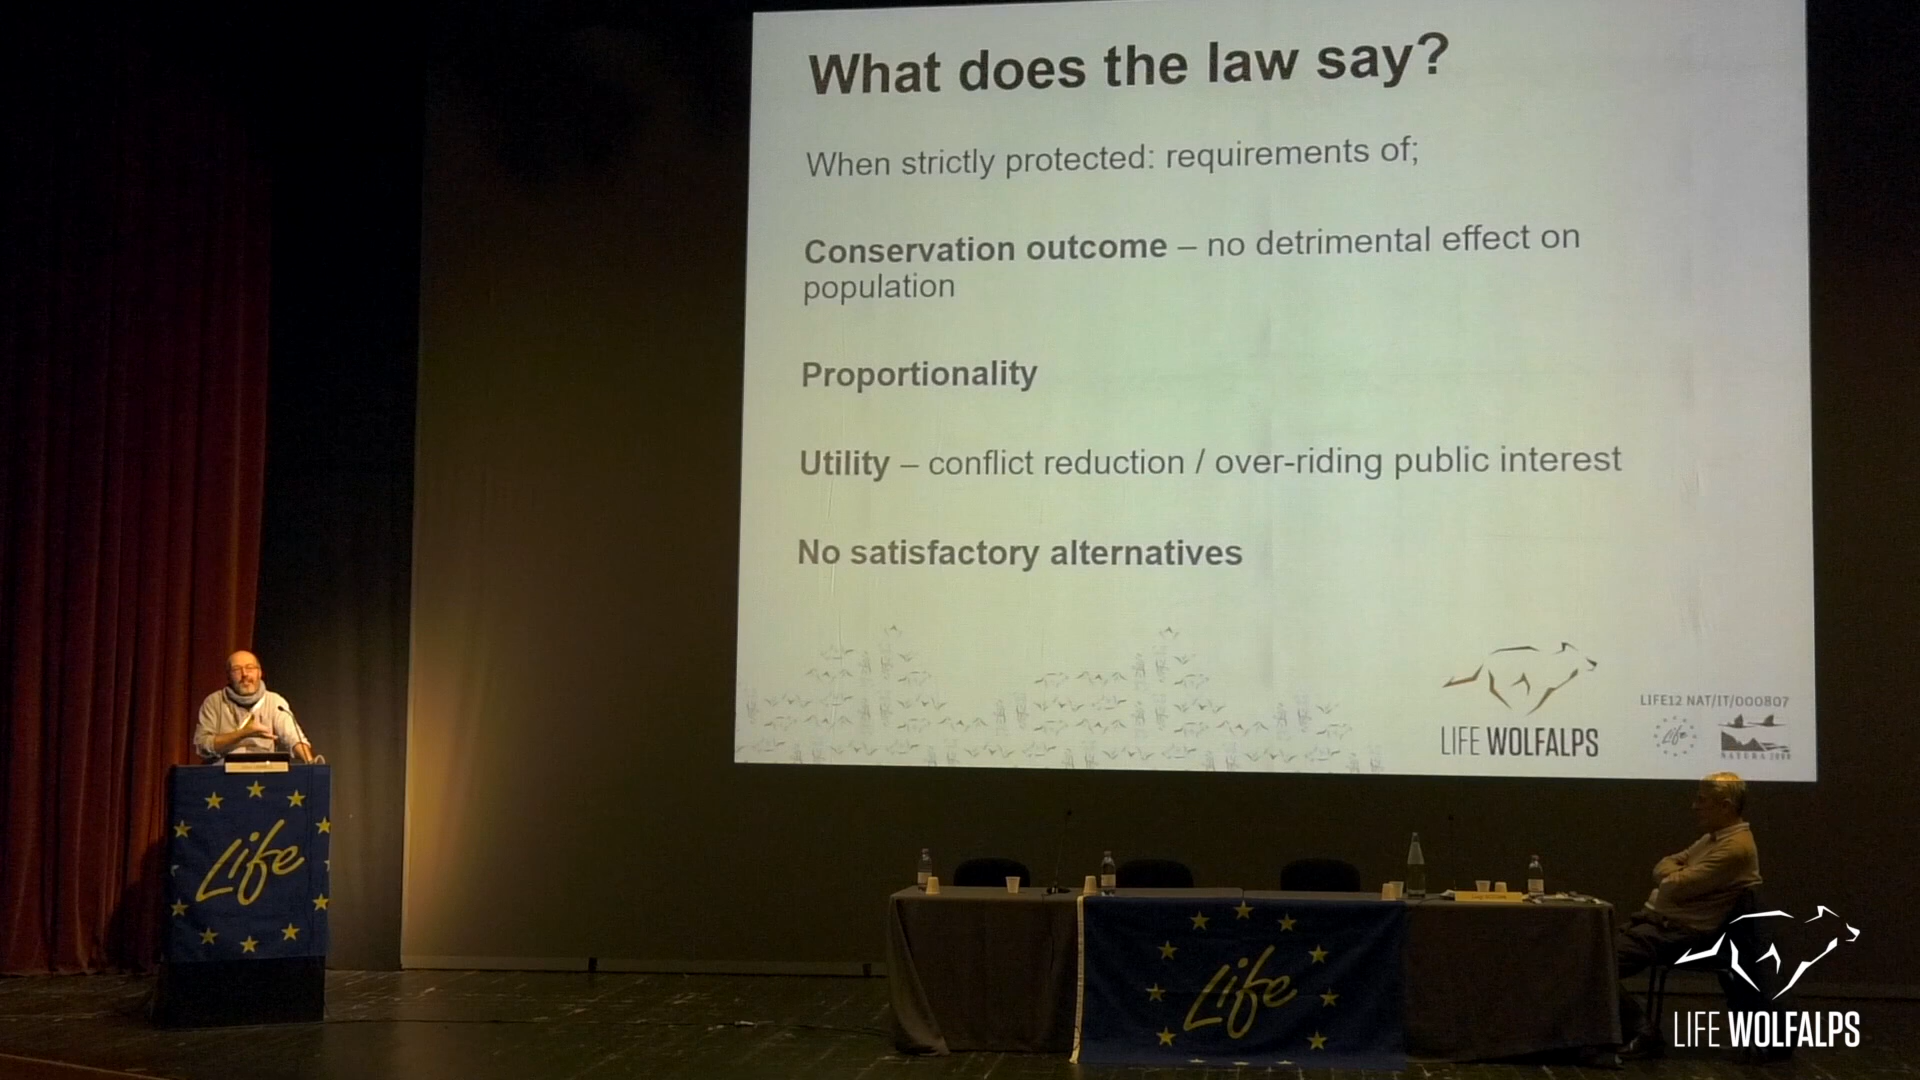 What does the law say?
When strictly protected: requirements of;
Conservation outcome – no detrimental effect on
population
Proportionality
Utility – conflict reduction / over-riding public interest
No satisfactory alternatives
LIFE WOLFALPS
LIFE12 NAT/IT/000807
Life
NATURA 2000
Life
Life
LIFE WOLFALPS